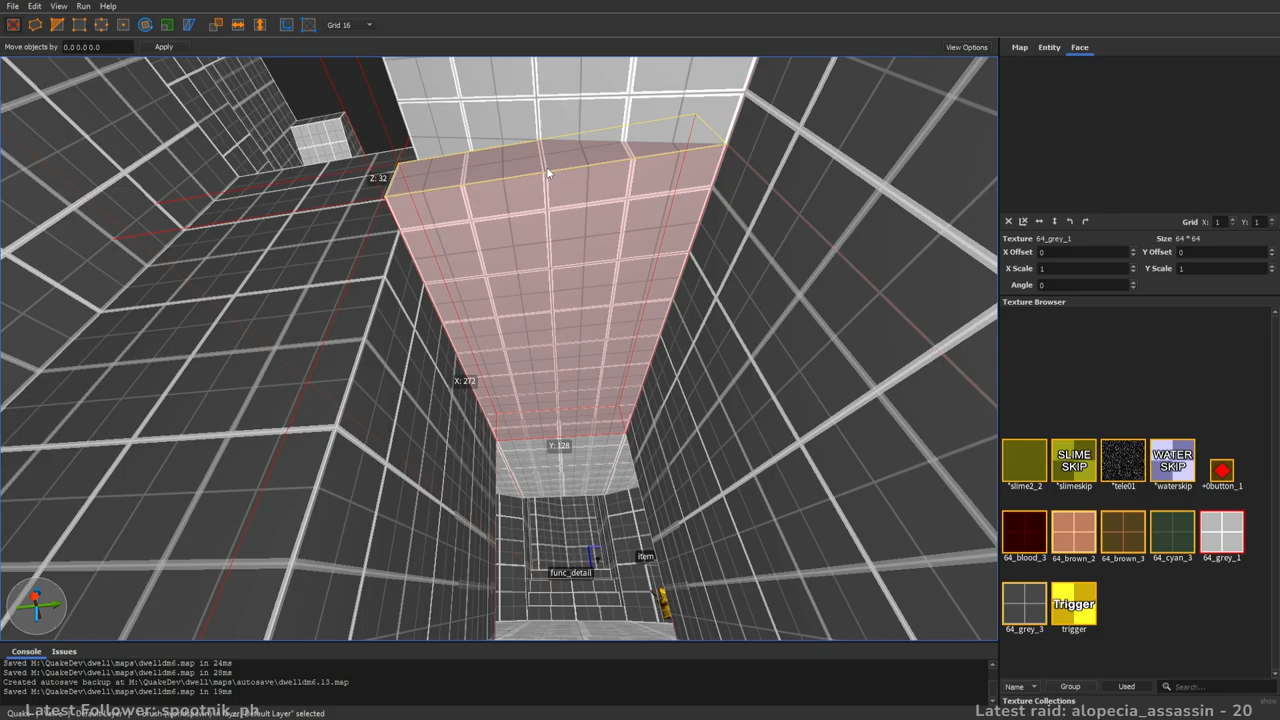 File Edit View Run Help
Grid 16
Move objects by 0.0 0.0 0.0 Apply View Options
Map Entity Face
Z: 32
X: 272
Y: 128
item
func_detail
Grid X: 1 Y: 1
Texture 64_grey_1 Size 64 * 64
X Offset 0 Y Offset 0
X Scale 1 Y Scale 1
Angle 0
Texture Browser
SLIME SKIP
WATER SKIP
*slime2_2 *slimeskip *tele01 *waterskip +0button_1
64_blood_3 64_brown_2 64_brown_3 64_cyan_3 64_grey_1
Trigger
64_grey_3 trigger
Name Group Used Search...
Texture Collections show
Console Issues
Saved M:\QuakeDev\dwell\maps\dwelldm6.map in 24ms
Saved M:\QuakeDev\dwell\maps\dwelldm6.map in 28ms
Created autosave backup at M:\QuakeDev\dwell\maps\autosave\dwelldm6.13.map
Saved M:\QuakeDev\dwell\maps\dwelldm6.map in 19ms
Latest Follower: spootnik_ph
Latest raid: alopecia_assassin - 20